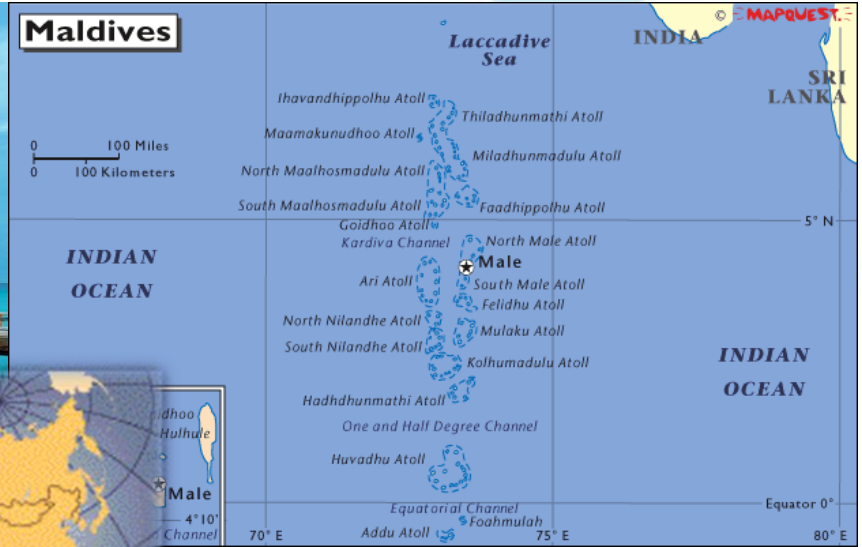 Maldives
© MAPQUEST.
Laccadive
Sea
INDIA
SRI
LANKA
Ihavandhippolhu Atoll
Thiladhunmathi Atoll
Maamakunudhoo Atoll
0 100 Miles
0 100 Kilometers
Miladhunmadulu Atoll
North Maalhosmadulu Atoll
South Maalhosmadulu Atoll
Faadhippolhu Atoll
Goidhoo Atoll
5° N
Kardiva Channel
North Male Atoll
INDIAN
OCEAN
Male
Ari Atoll
South Male Atoll
Felidhu Atoll
North Nilandhe Atoll
Mulaku Atoll
South Nilandhe Atoll
Kolhumadulu Atoll
INDIAN
OCEAN
Hadhdhunmathi Atoll
One and Half Degree Channel
Huvadhu Atoll
Equatorial Channel
Equator 0°
Foahmulah
Addu Atoll
70° E
75° E
80° E
dhoo
Hulhule
Male
4°10'
Channel